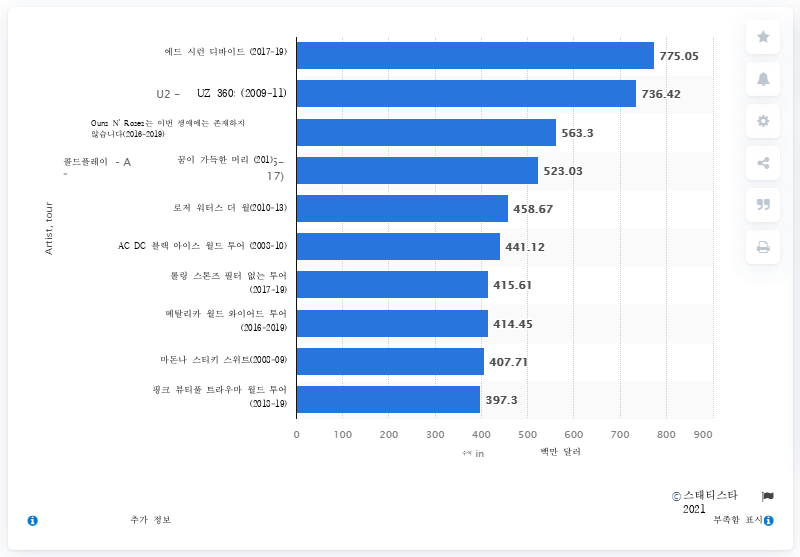 에드 시런 디바이드 (2017-19)
775.05
U2 - UZ 360: (2009-11)
736.42
Ouns N' Roses는 이번 생애에는 존재하지
않습니다(2016-2019)
563.3
콜드플레이 - A 꿈이 가득한 머리 (201)5-
- 17)
523.03
로저 워터스 더 월(2010-13)
458.67
AC DC 블랙 아이스 월드 투어 (2008-10)
441.12
롤링 스톤즈 필터 없는 투어
(2017-19)
415.61
메탈리카 월드 와이어드 투어
(2016-2019)
414.45
마돈나 스티키 스위트(2008-09)
407.71
핑크 뷰티풀 트라우마 월드 투어
(2018-19)
397.3
Artist, tour
0 100 200 300 400 500 600 700 800 900
in 백만 달러
© 스태티스타
2021
추가 정보
부족함 표시